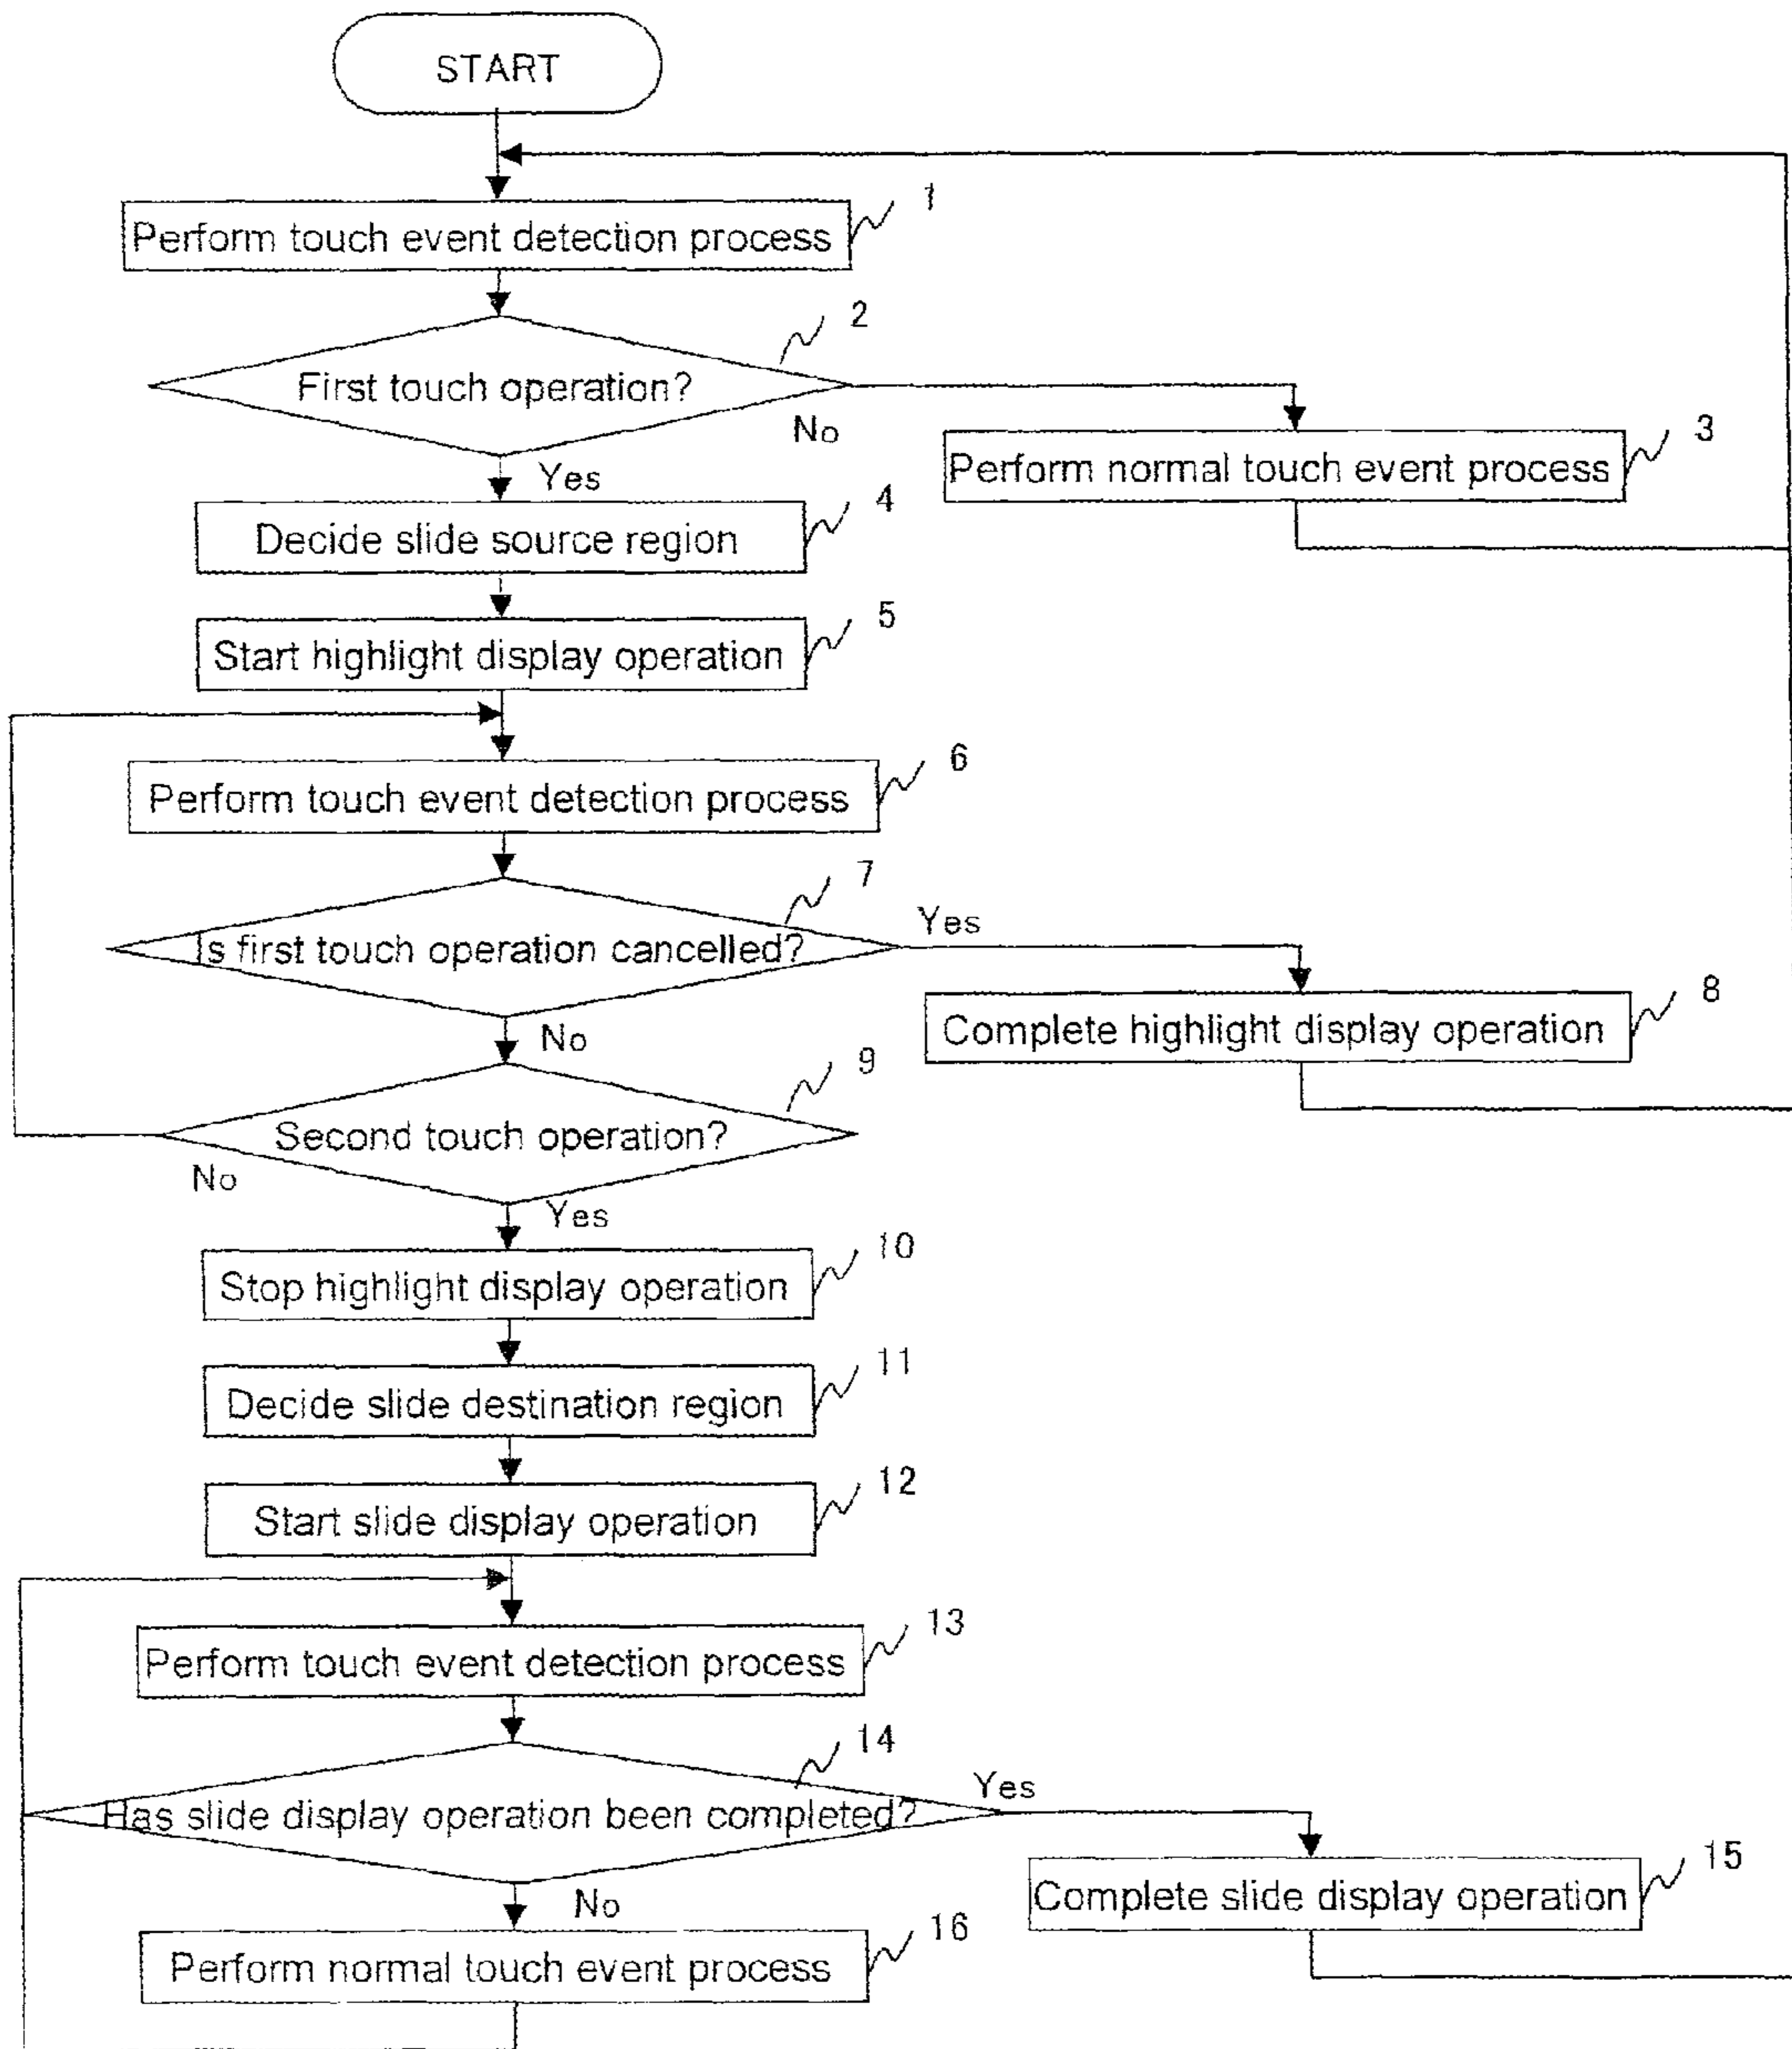 START
1
Perform touch event detection process
2
First touch operation?
No
Yes
3
Perform normal touch event process
4
Decide slide source region
5
Start highlight display operation
6
Perform touch event detection process
7
Is first touch operation cancelled?
Yes
No
8
Complete highlight display operation
9
Second touch operation?
No
Yes
10
Stop highlight display operation
11
Decide slide destination region
12
Start slide display operation
13
Perform touch event detection process
14
Has slide display operation been completed?
Yes
No
15
Complete slide display operation
16
Perform normal touch event process